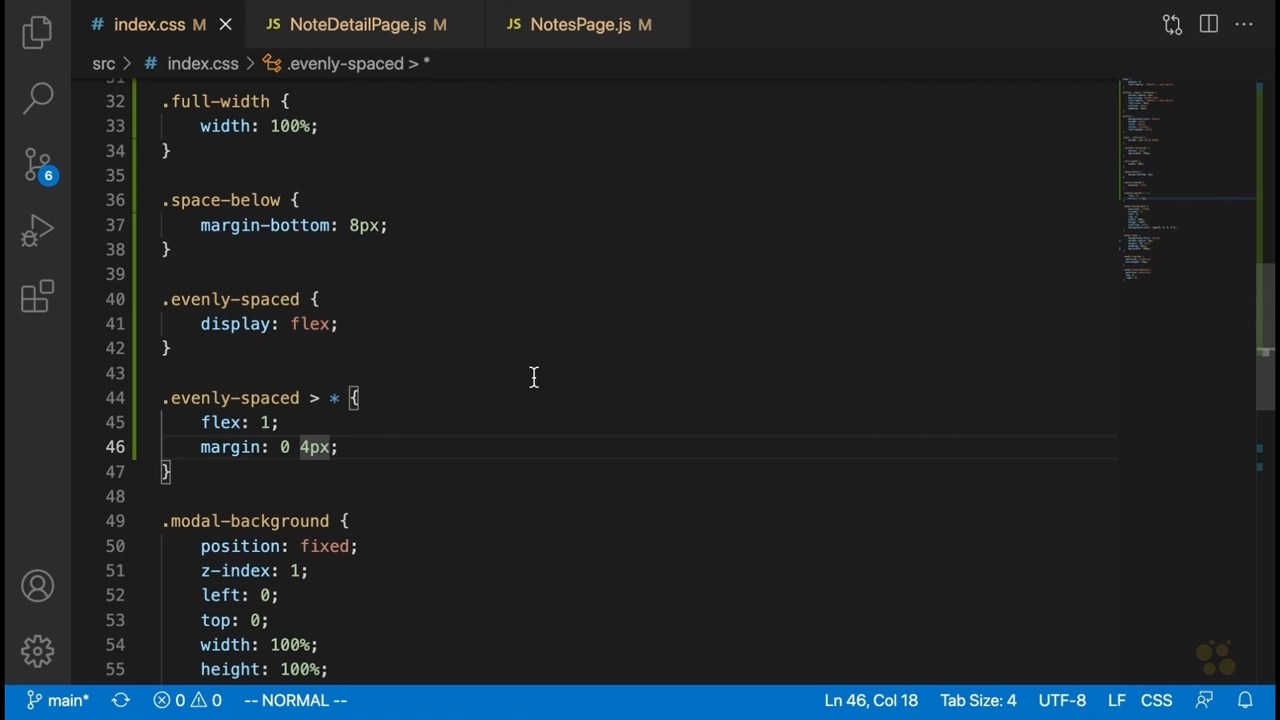 # index.css M ×
JS NoteDetailPage.js M
JS NotesPage.js M
src > # index.css > .evenly-spaced > *
31
32 .full-width {
33 width: 100%;
34 }
35
36 .space-below {
37 margin-bottom: 8px;
38 }
39
40 .evenly-spaced {
41 display: flex;
42 }
43
44 .evenly-spaced > * {
45 flex: 1;
46 margin: 0 4px;
47 }
48
49 .modal-background {
50 position: fixed;
51 z-index: 1;
52 left: 0;
53 top: 0;
54 width: 100%;
55 height: 100%;
6
main* 0 0 -- NORMAL -- Ln 46, Col 18 Tab Size: 4 UTF-8 LF CSS